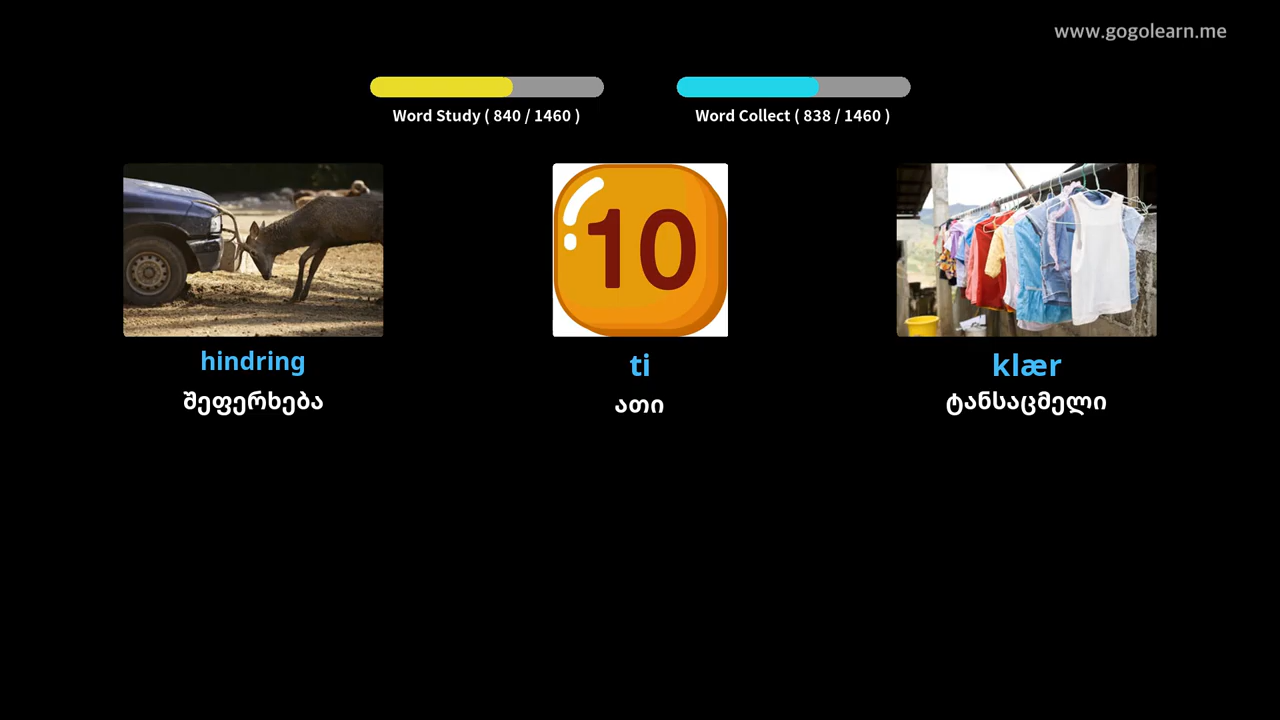 www.gogolearn.me
Word Study ( 840 / 1460 )
Word Collect ( 838 / 1460 )
10
hindring
ti
klær
შეფერხება
ათი
ტანსაცმელი